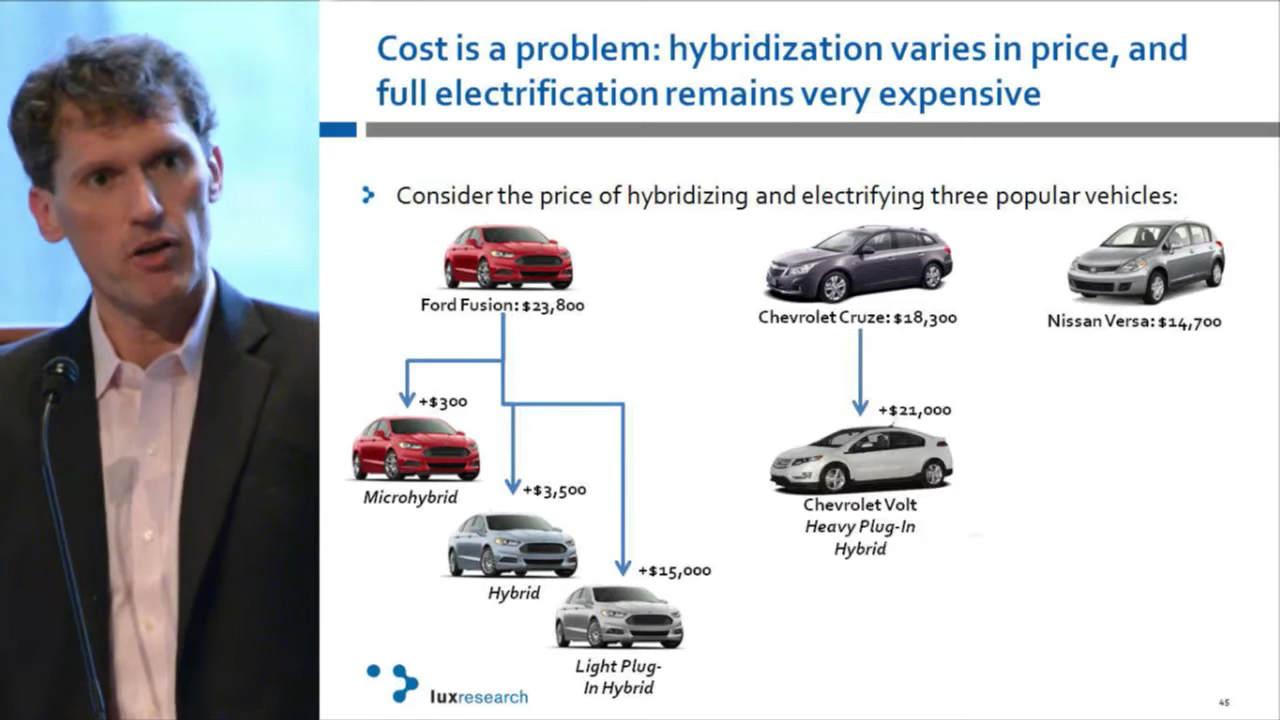 Cost is a problem: hybridization varies in price, and
full electrification remains very expensive
Consider the price of hybridizing and electrifying three popular vehicles:
Ford Fusion: $23,800
Chevrolet Cruze: $18,300
Nissan Versa: $14,700
+$300
Microhybrid
+$3,500
Hybrid
+$15,000
Light Plug-
In Hybrid
+$21,000
Chevrolet Volt
Heavy Plug-In
Hybrid
luxresearch
45